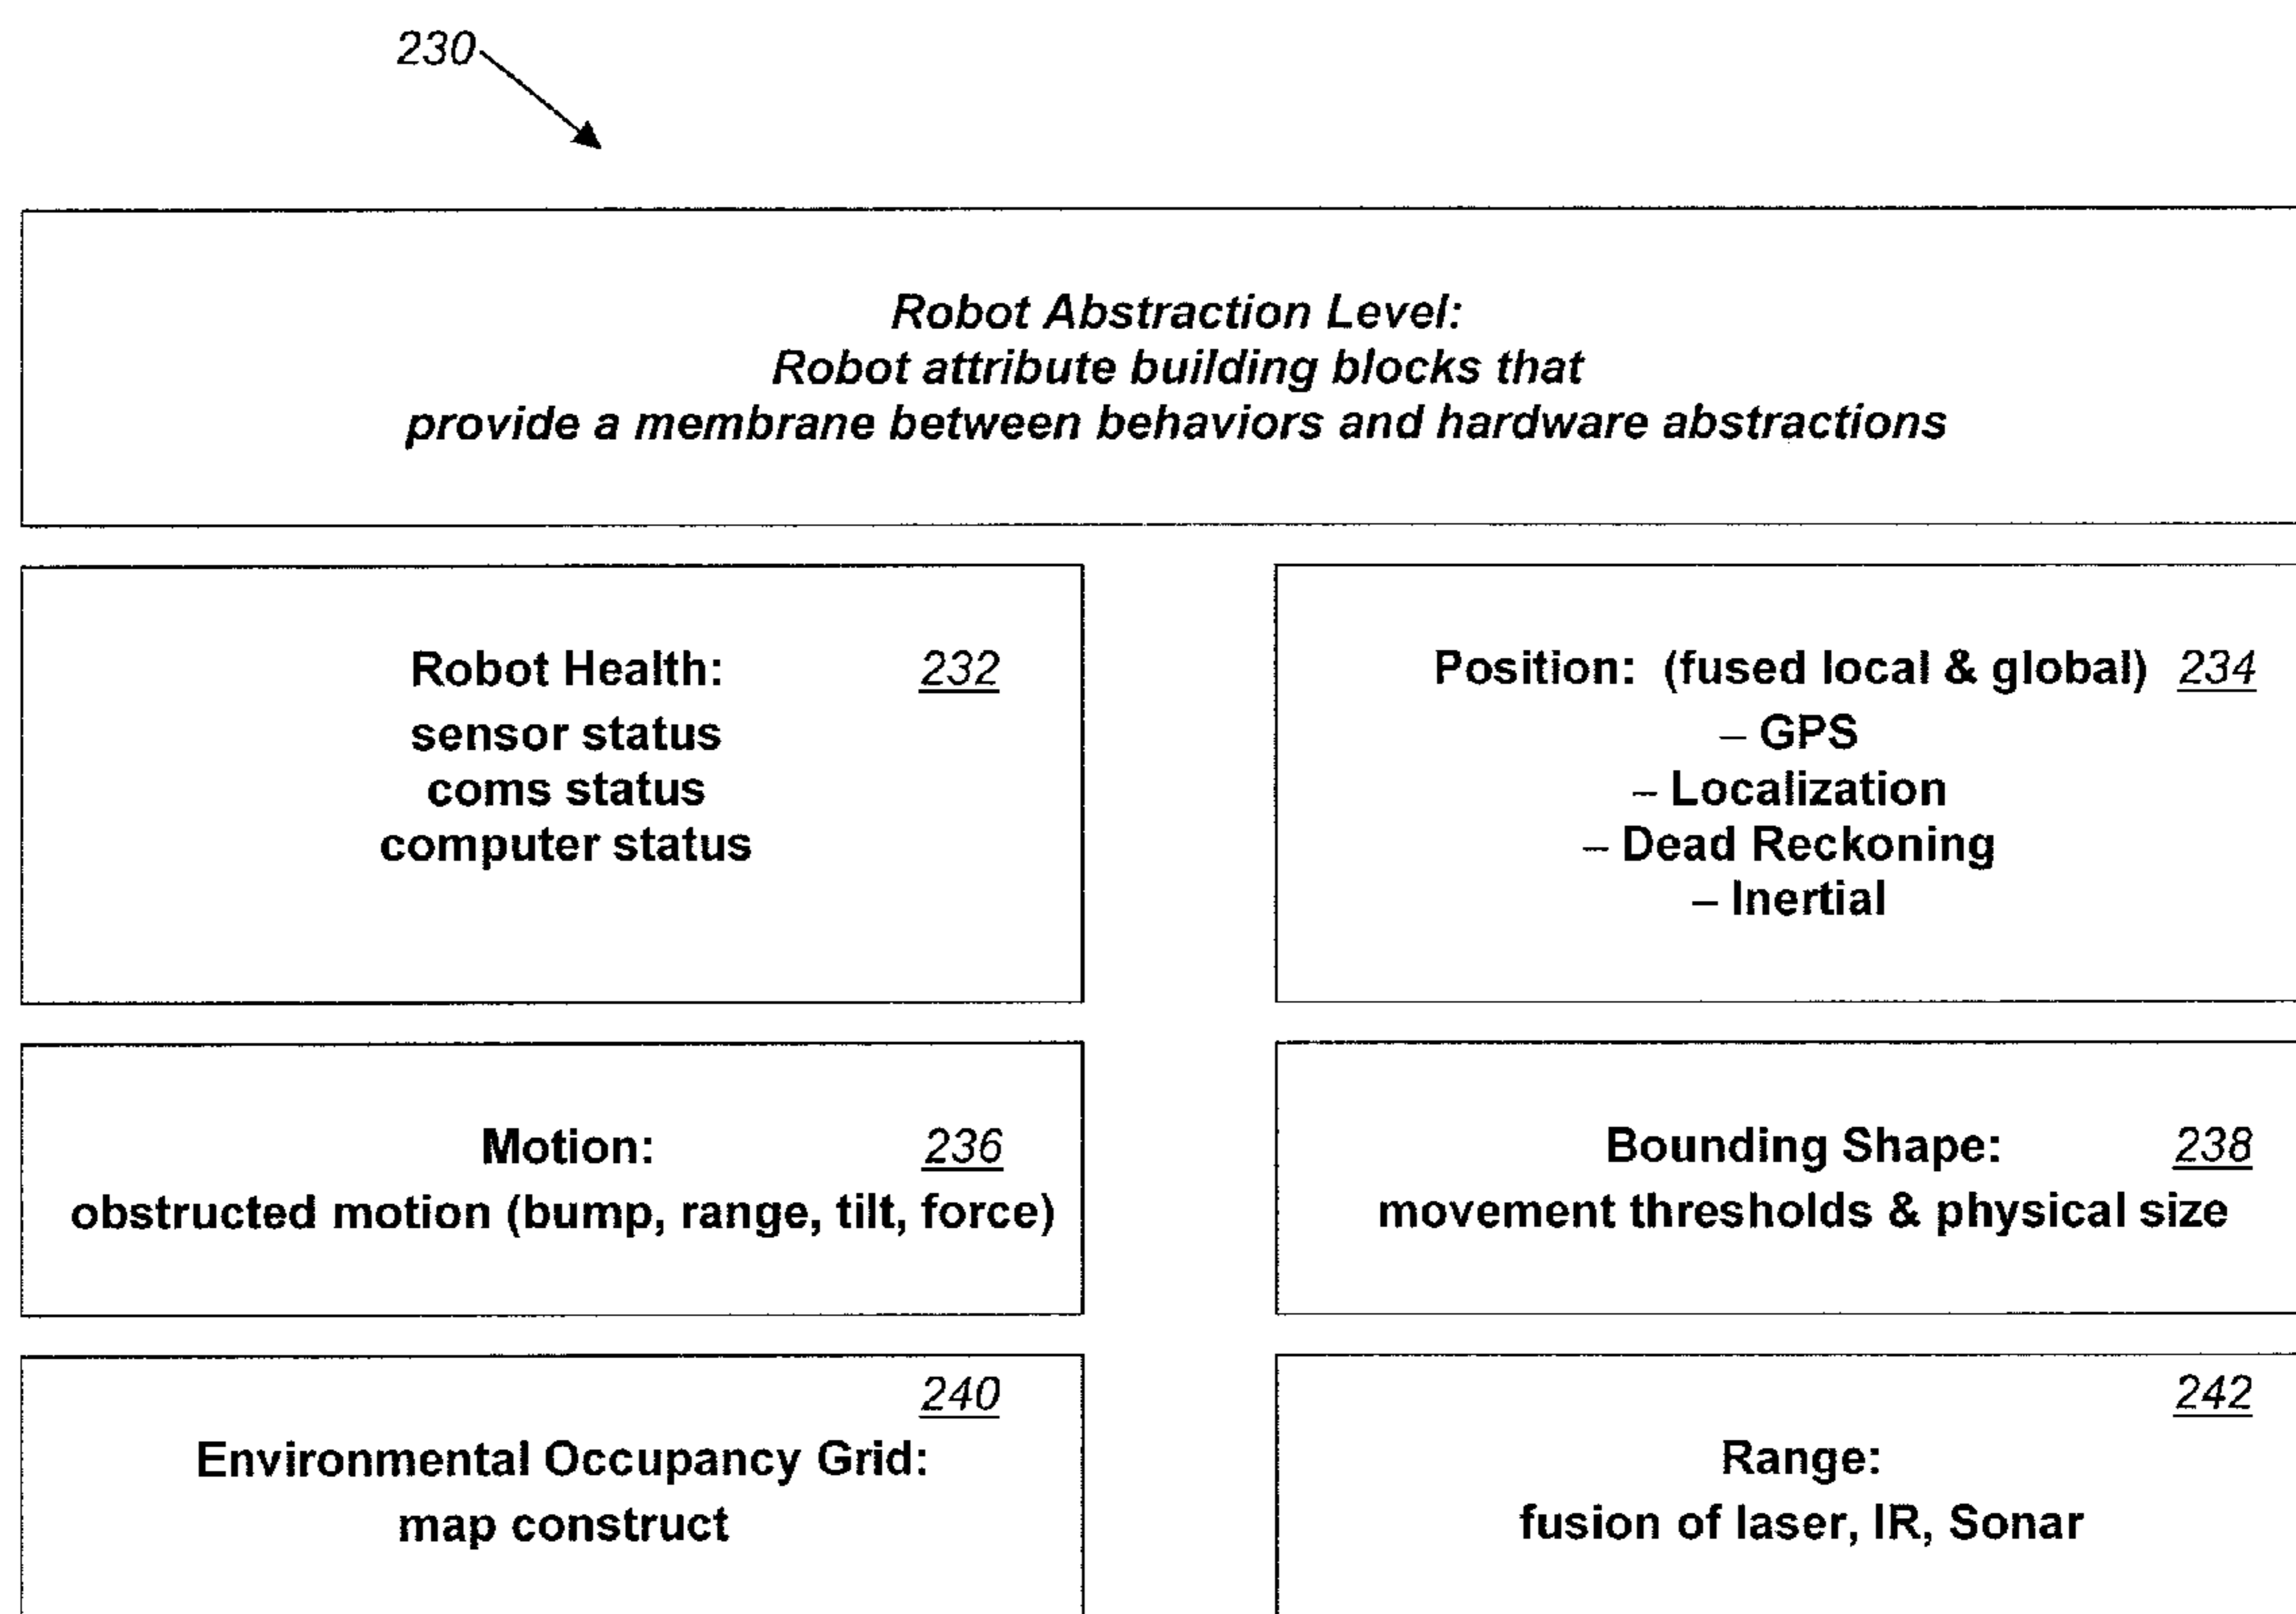 230
Robot Abstraction Level:
Robot attribute building blocks that
provide a membrane between behaviors and hardware abstractions
Robot Health: 232
sensor status
coms status
computer status
Position: (fused local & global) 234
– GPS
– Localization
– Dead Reckoning
– Inertial
Motion: 236
obstructed motion (bump, range, tilt, force)
Bounding Shape: 238
movement thresholds & physical size
240
Environmental Occupancy Grid:
map construct
242
Range:
fusion of laser, IR, Sonar